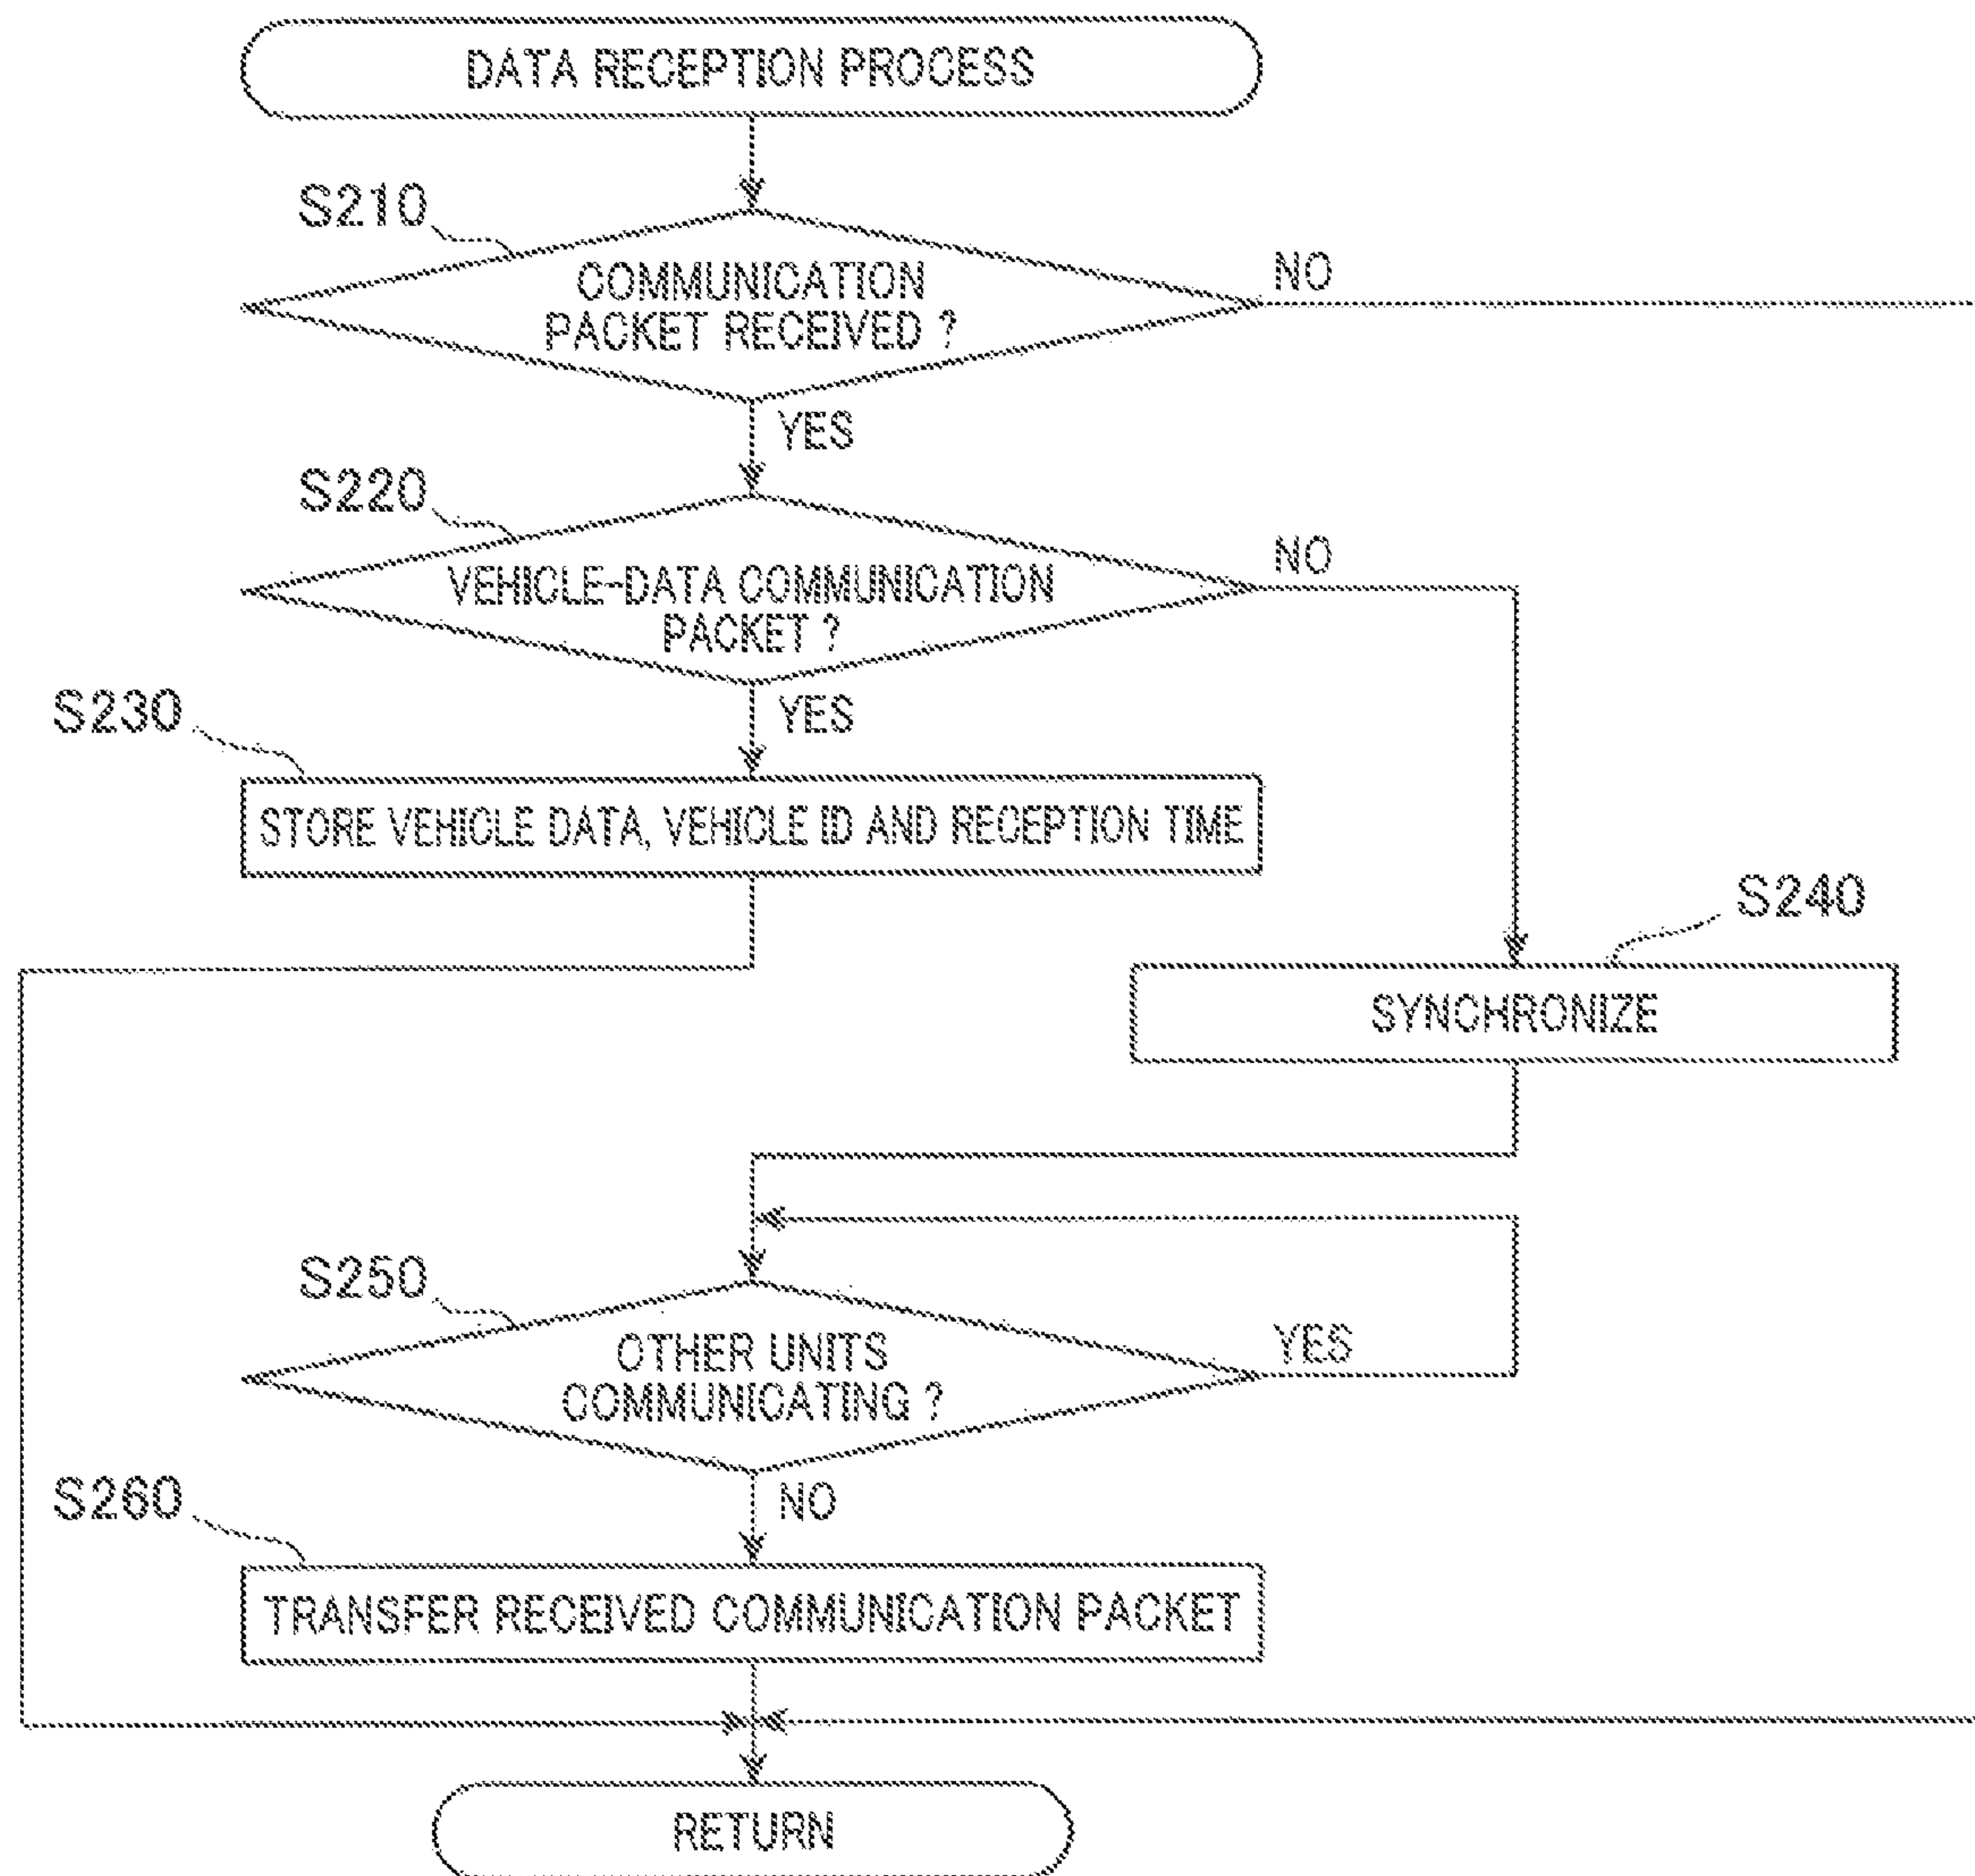 DATA RECEPTION PROCESS
S210
COMMUNICATION
PACKET RECEIVED ?
NO
YES
S220
VEHICLE-DATA COMMUNICATION
PACKET ?
NO
YES
S230
STORE VEHICLE DATA, VEHICLE ID AND RECEPTION TIME
S240
SYNCHRONIZE
S250
OTHER UNITS
COMMUNICATING ?
YES
NO
S260
TRANSFER RECEIVED COMMUNICATION PACKET
RETURN